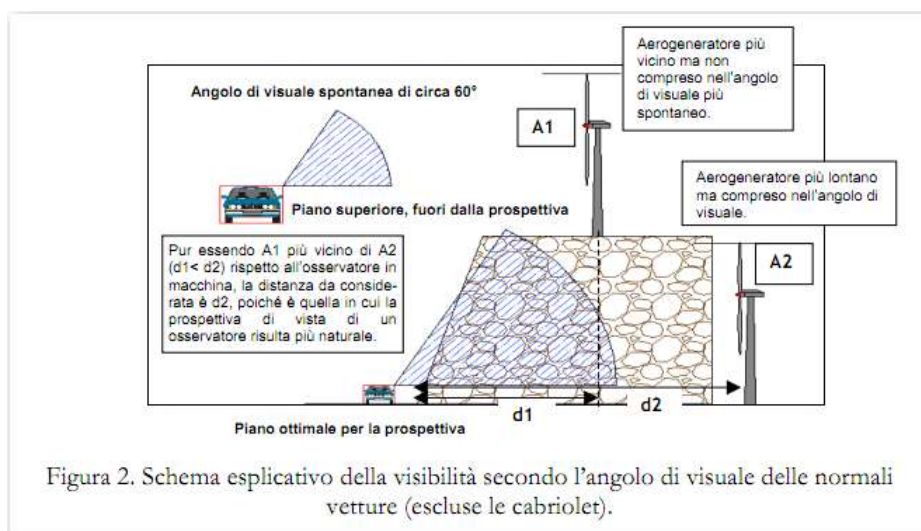 Angolo di visuale spontanea di circa 60°
Aerogeneratore più
vicino ma non
compreso nell'angolo
di visuale più
spontaneo.
A1
Aerogeneratore più lontano
ma compreso nell'angolo di
visuale.
Piano superiore, fuori dalla prospettiva
Pur essendo A1 più vicino di A2
(d1< d2) rispetto all'osservatore in
macchina, la distanza da conside-
rata è d2, poiché è quella in cui la
prospettiva di vista di un
osservatore risulta più naturale.
A2
d1
d2
Piano ottimale per la prospettiva
Figura 2. Schema esplicativo della visibilità secondo l'angolo di visuale delle normali
vetture (escluse le cabriolet).